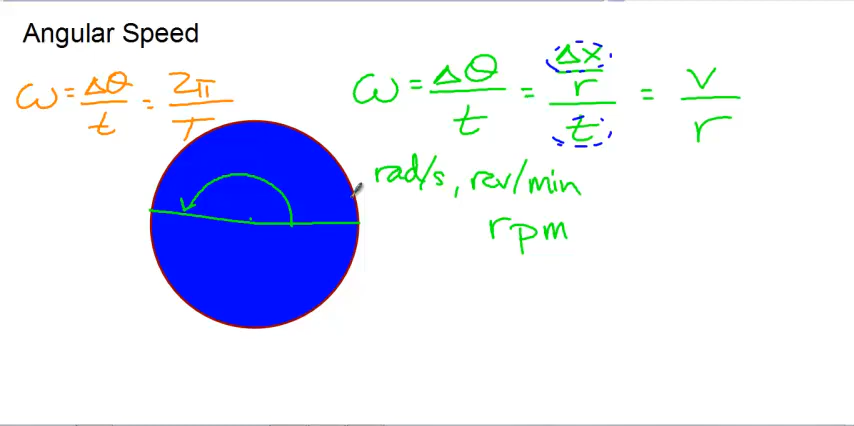 Angular Speed
ω = Δθ/t = 2π/T
ω = Δθ/t = (Δx/r)/t = v/r
rad/s, rev/min
rpm